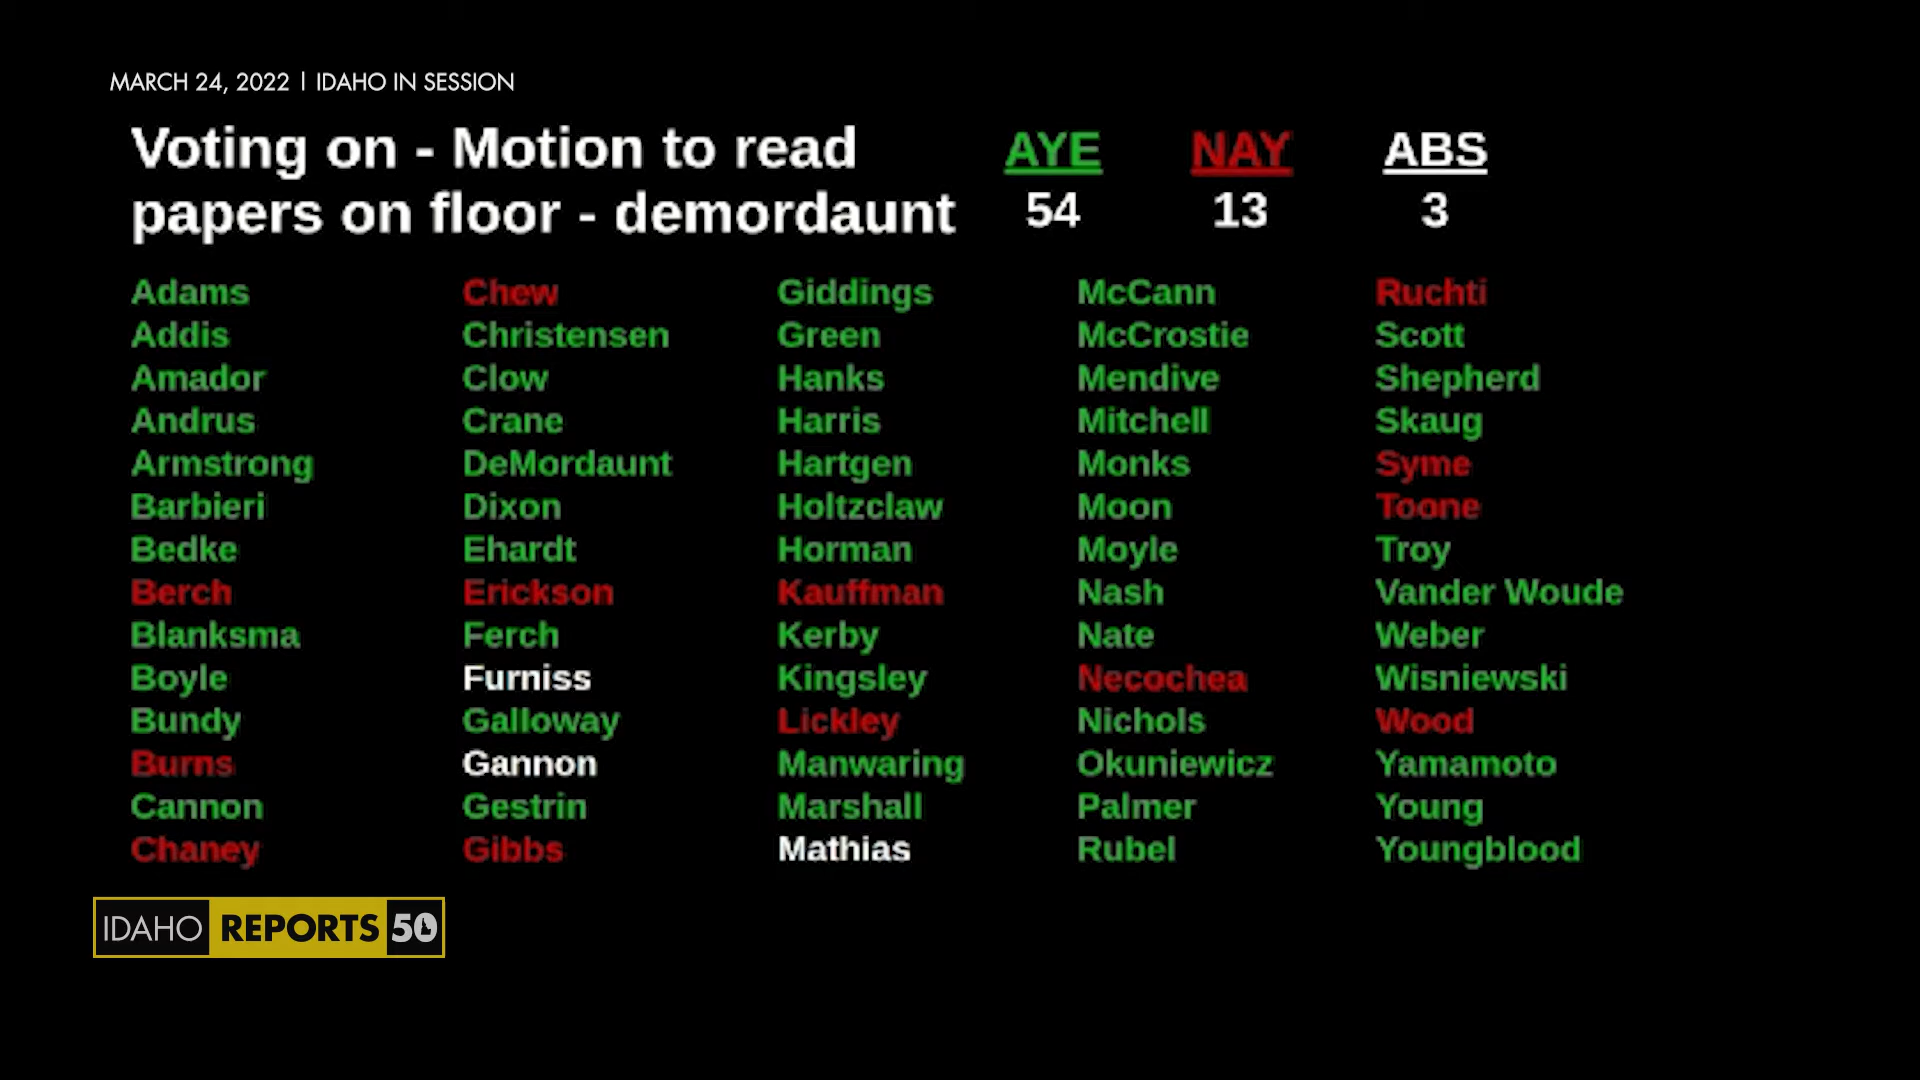 MARCH 24, 2022 | IDAHO IN SESSION
Voting on - Motion to read
papers on floor - demordaunt
AYE NAY ABS
54 13 3
Adams Chew Giddings McCann Ruchti
Addis Christensen Green McCrostie Scott
Amador Clow Hanks Mendive Shepherd
Andrus Crane Harris Mitchell Skaug
Armstrong DeMordaunt Hartgen Monks Syme
Barbieri Dixon Holtzclaw Moon Toone
Bedke Ehardt Horman Moyle Troy
Berch Erickson Kauffman Nash Vander Woude
Blanksma Ferch Kerby Nate Weber
Boyle Furniss Kingsley Necochea Wisniewski
Bundy Galloway Lickley Nichols Wood
Burns Gannon Manwaring Okuniewicz Yamamoto
Cannon Gestrin Marshall Palmer Young
Chaney Gibbs Mathias Rubel Youngblood
IDAHO REPORTS 50